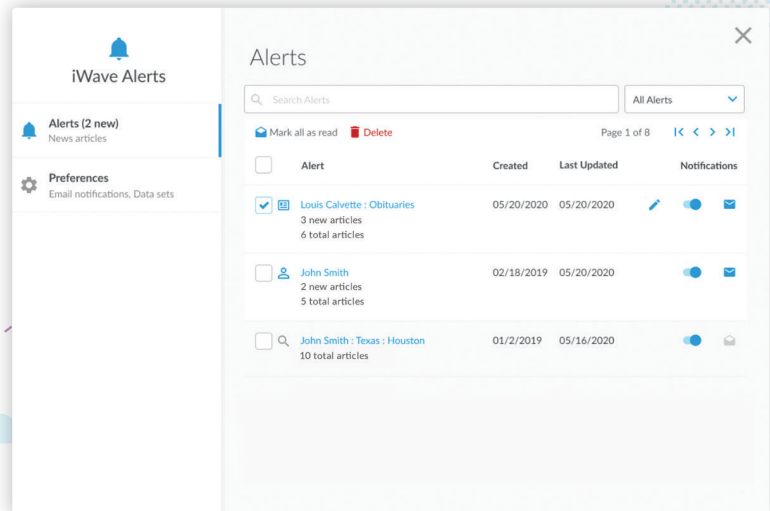 iWave Alerts
Alerts (2 new)
News articles
Preferences
Email notifications, Data sets
Alerts
Search Alerts
All Alerts
Mark all as read Delete Page 1 of 8
Alert Created Last Updated Notifications
Louis Calvette : Obituaries 05/20/2020 05/20/2020
3 new articles
6 total articles
John Smith 02/18/2019 05/20/2020
2 new articles
5 total articles
John Smith : Texas : Houston 01/2/2019 05/16/2020
10 total articles